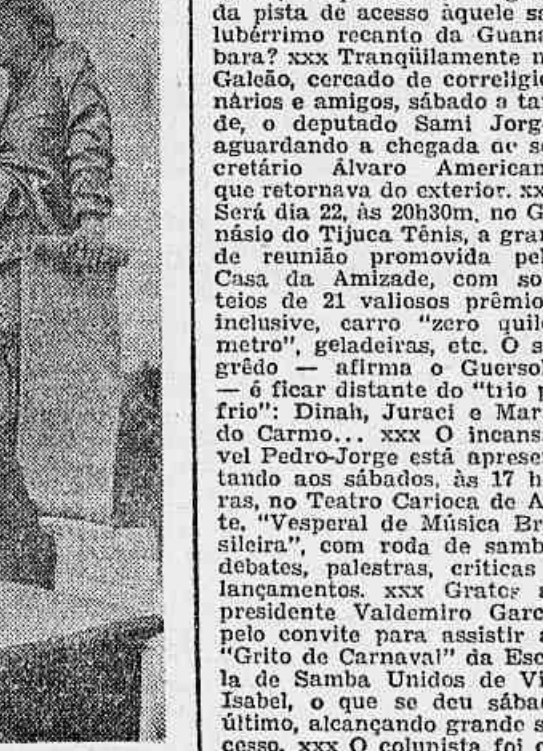 da pista de acesso àquele sa
lubérrimo recanto da Guana
bara? xxx Tranqüilamente n
Galeão, cercado de correligio
nários e amigos, sábado a tar
de, o deputado Sami Jorg
aguardando a chegada do se
cretário Álvaro American
que retornava do exterior. xx
Será dia 22, às 20h30m, no G
násio do Tijuca Tênis, a gran
de reunião promovida pel
Casa da Amizade, com so
teios de 21 valiosos prêmio
inclusive, carro "zero quilô
metro", geladeiras, etc. O s
grêdo — afirma o Guerso
— é ficar distante do "trio p
frio": Dinah, Juraci e Mar
do Carmo... xxx O incansá
vel Pedro-Jorge está apresen
tando aos sábados, às 17 h
ras, no Teatro Carioca de A
te, "Vesperal de Música Br
sileira", com roda de samb
debates, palestras, críticas
lançamentos. xxx Gratos a
presidente Valdemiro Garc
pelo convite para assistir a
"Grito de Carnaval" da Esc
la de Samba Unidos de Vi
Isabel, o que se deu sábad
último, alcançando grande s
cesso. xxx O colunista foi